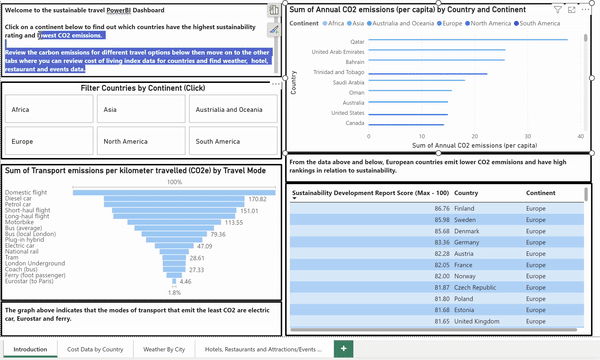 Welcome to the sustainable travel PowerBI Dashboard
Click on a continent below to find out which countries have the highest sustainability
rating and lowest CO2 emissions.
Review the carbon emissions for different travel options below then move on to the other
tabs where you can review cost of living index data for countries and find weather, hotel,
restaurant and events data.
Filter Countries by Continent (Click)
Africa
Asia
Austrialia and Oceania
Europe
North America
South America
Sum of Transport emissions per kilometer travelled (CO2e) by Travel Mode
100%
Domestic flight
Diesel car 170.82
Petrol car
Short-haul flight 151.01
Long-haul flight
Motorbike 113.55
Bus (average)
Bus (local London) 79.36
Plug-in hybrid
Electric car 47.09
National rail
Tram 28.61
London Underground
Coach (bus) 27.33
Ferry (foot passenger)
Eurostar (to Paris) 4.46
1.8%
The graph above indicates that the modes of transport that emit the least CO2 are electric
car, Eurostar and ferry.
Sum of Annual CO2 emissions (per capita) by Country and Continent
Continent Africa Asia Australia and Oceania Europe North America South America
Country
Qatar
United Arab Emirates
Bahrain
Trinidad and Tobago
Saudi Arabia
Oman
Australia
United States
Canada
0 10 20 30 40
Sum of Annual CO2 emissions (per capita)
From the data above and below, European countries emit lower CO2 emmissions and have high
rankings in relation to sustainability.
Sustainability Development Report Score (Max - 100) Country Continent
86.76 Finland Europe
85.98 Sweden Europe
85.68 Denmark Europe
83.36 Germany Europe
82.28 Austria Europe
82.05 France Europe
82.00 Norway Europe
81.87 Czech Republic Europe
81.80 Poland Europe
81.68 Estonia Europe
81.65 United Kingdom Europe
Introduction
Cost Data by Country
Weather By City
Hotels, Restaurants and Attractions/Events ...
+